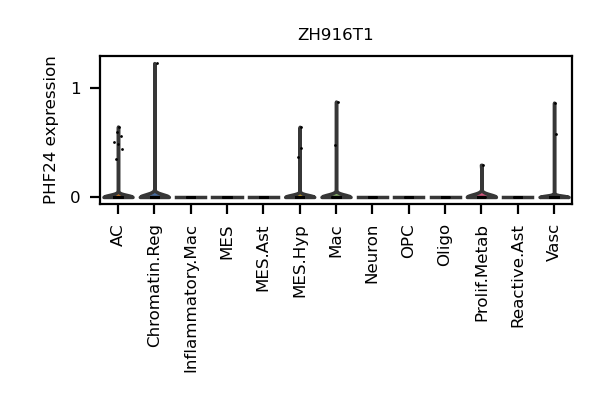 ZH916T1
PHF24 expression
1
0
AC
Chromatin.Reg
Inflammatory.Mac
MES
MES.Ast
MES.Hyp
Mac
Neuron
OPC
Oligo
Prolif.Metab
Reactive.Ast
Vasc